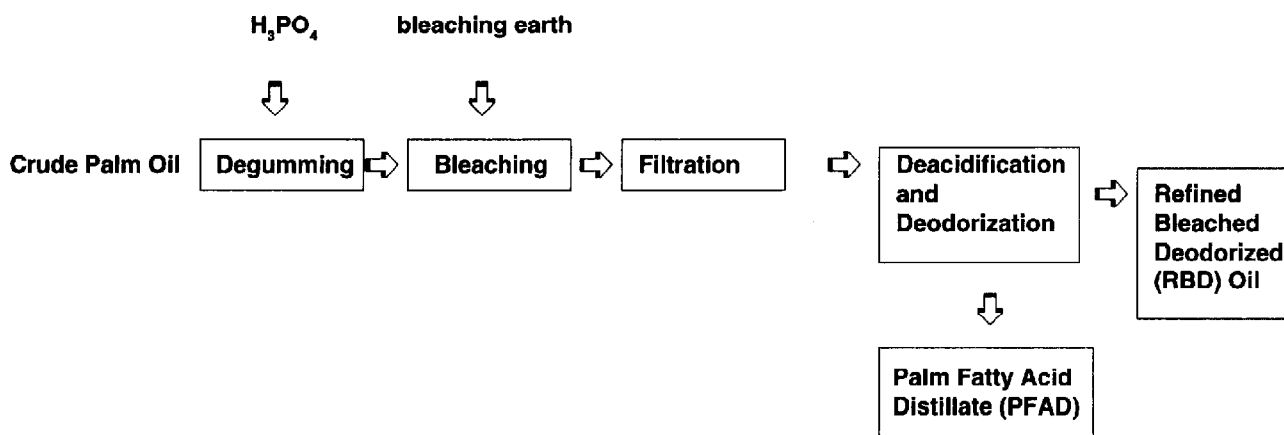 H₃PO₄
bleaching earth
Crude Palm Oil
Degumming
Bleaching
Filtration
Deacidification
and
Deodorization
Refined
Bleached
Deodorized
(RBD) Oil
Palm Fatty Acid
Distillate (PFAD)